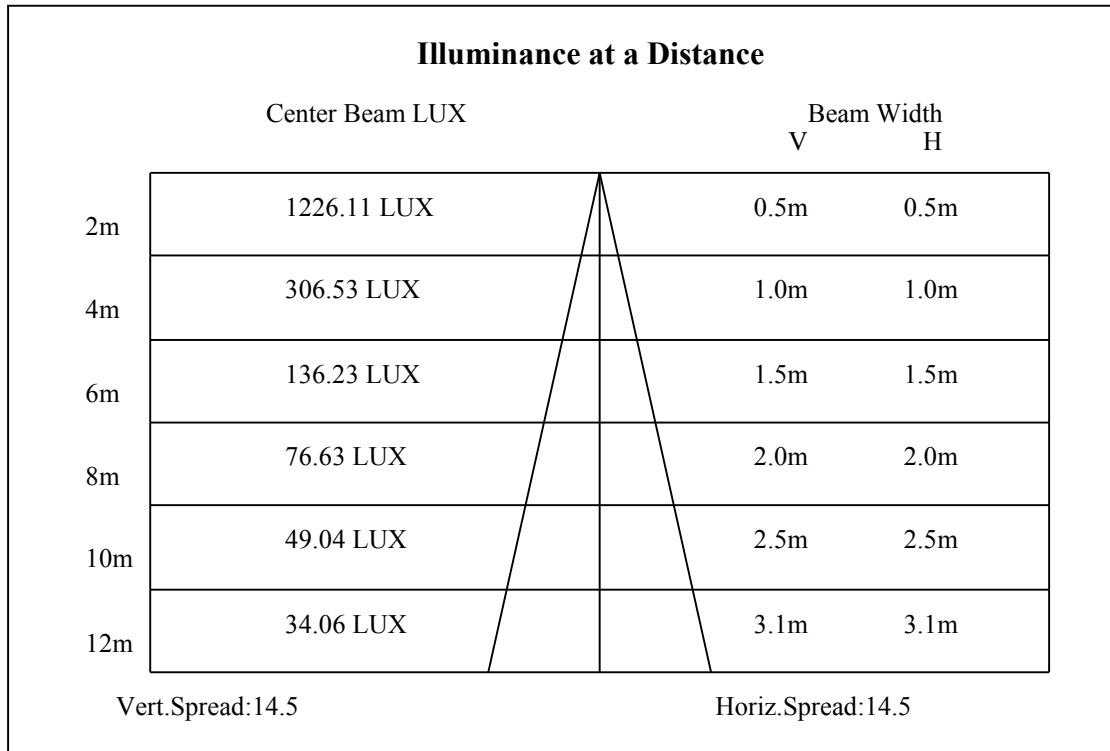 Illuminance at a Distance
Center Beam LUX Beam Width
V H
2m 1226.11 LUX 0.5m 0.5m
4m 306.53 LUX 1.0m 1.0m
6m 136.23 LUX 1.5m 1.5m
8m 76.63 LUX 2.0m 2.0m
10m 49.04 LUX 2.5m 2.5m
12m 34.06 LUX 3.1m 3.1m
Vert.Spread:14.5 Horiz.Spread:14.5